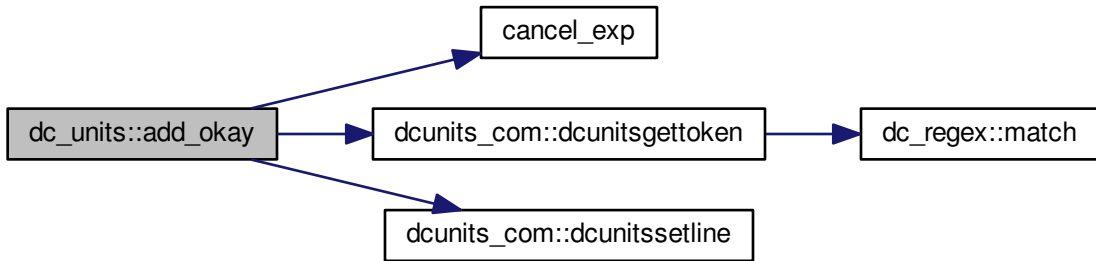 cancel_exp
dc_units::add_okay
dcunits_com::dcunitsgettoken
dc_regex::match
dcunits_com::dcunitssetline